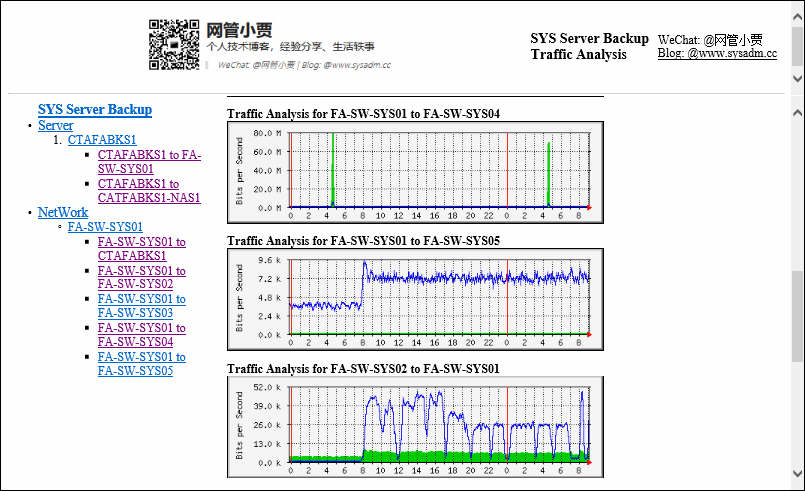 网管小贾
个人技术博客，经验分享、生活轶事
WeChat: @网管小贾 | Blog: @www.sysadm.cc
SYS Server Backup
Traffic Analysis
WeChat: @网管小贾
Blog: @www.sysadm.cc
SYS Server Backup
• Server
1. CTAFABKS1
CTAFABKS1 to FA-
SW-SYS01
CTAFABKS1 to
CATFABKS1-NAS1
• NetWork
FA-SW-SYS01
FA-SW-SYS01 to
CTAFABKS1
FA-SW-SYS01 to
FA-SW-SYS02
FA-SW-SYS01 to
FA-SW-SYS03
FA-SW-SYS01 to
FA-SW-SYS04
FA-SW-SYS01 to
FA-SW-SYS05
Traffic Analysis for FA-SW-SYS01 to FA-SW-SYS04
Bits per Second
80.0 M
60.0 M
40.0 M
20.0 M
0.0 M
0 2 4 6 8 10 12 14 16 18 20 22 0 2 4 6 8
Traffic Analysis for FA-SW-SYS01 to FA-SW-SYS05
Bits per Second
9.6 k
7.2 k
4.8 k
2.4 k
0.0 k
0 2 4 6 8 10 12 14 16 18 20 22 0 2 4 6 8
Traffic Analysis for FA-SW-SYS02 to FA-SW-SYS01
Bits per Second
52.0 k
39.0 k
26.0 k
13.0 k
0.0 k
0 2 4 6 8 10 12 14 16 18 20 22 0 2 4 6 8